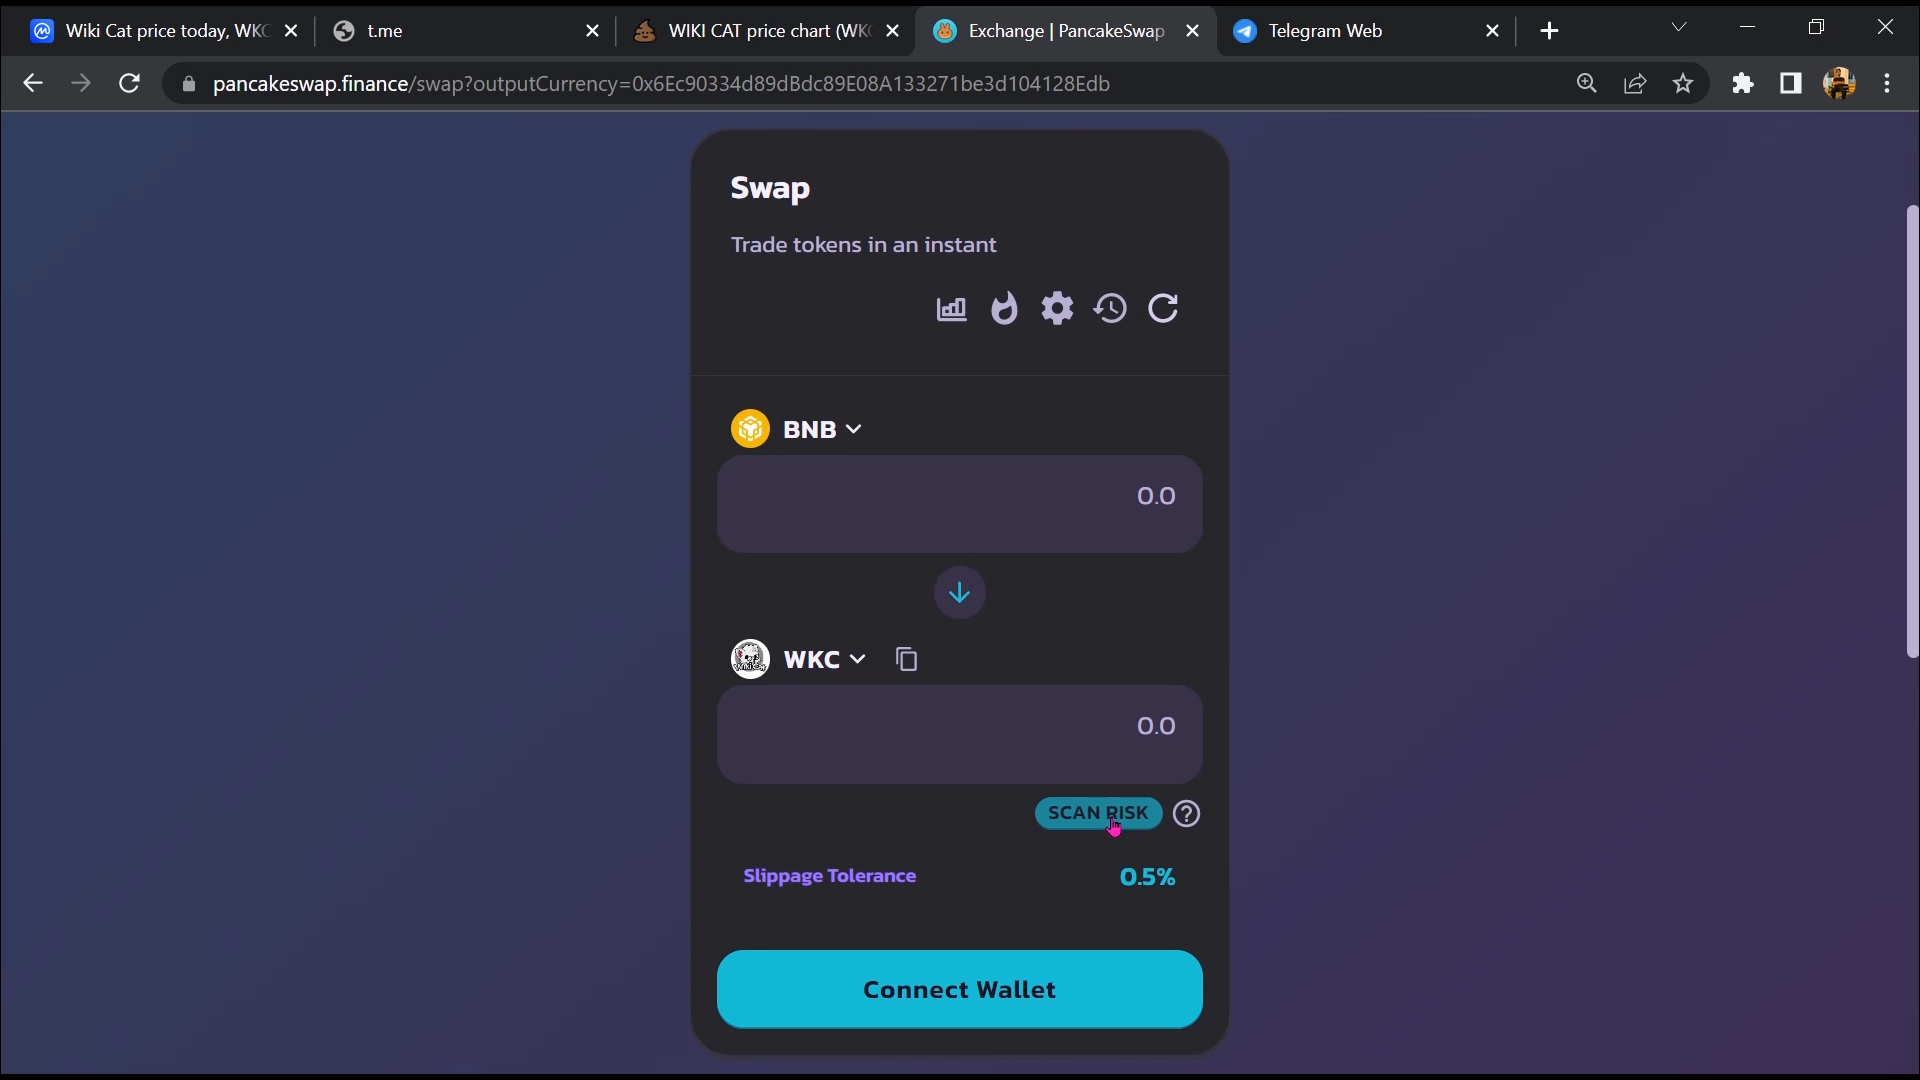 Wiki Cat price today, WKC
t.me
WIKI CAT price chart (WKC
Exchange | PancakeSwap
Telegram Web
pancakeswap.finance/swap?outputCurrency=0x6Ec90334d89dBdc89E08A133271be3d104128Edb
Swap
Trade tokens in an instant
BNB
0.0
WKC
0.0
SCAN RISK
Slippage Tolerance 0.5%
Connect Wallet